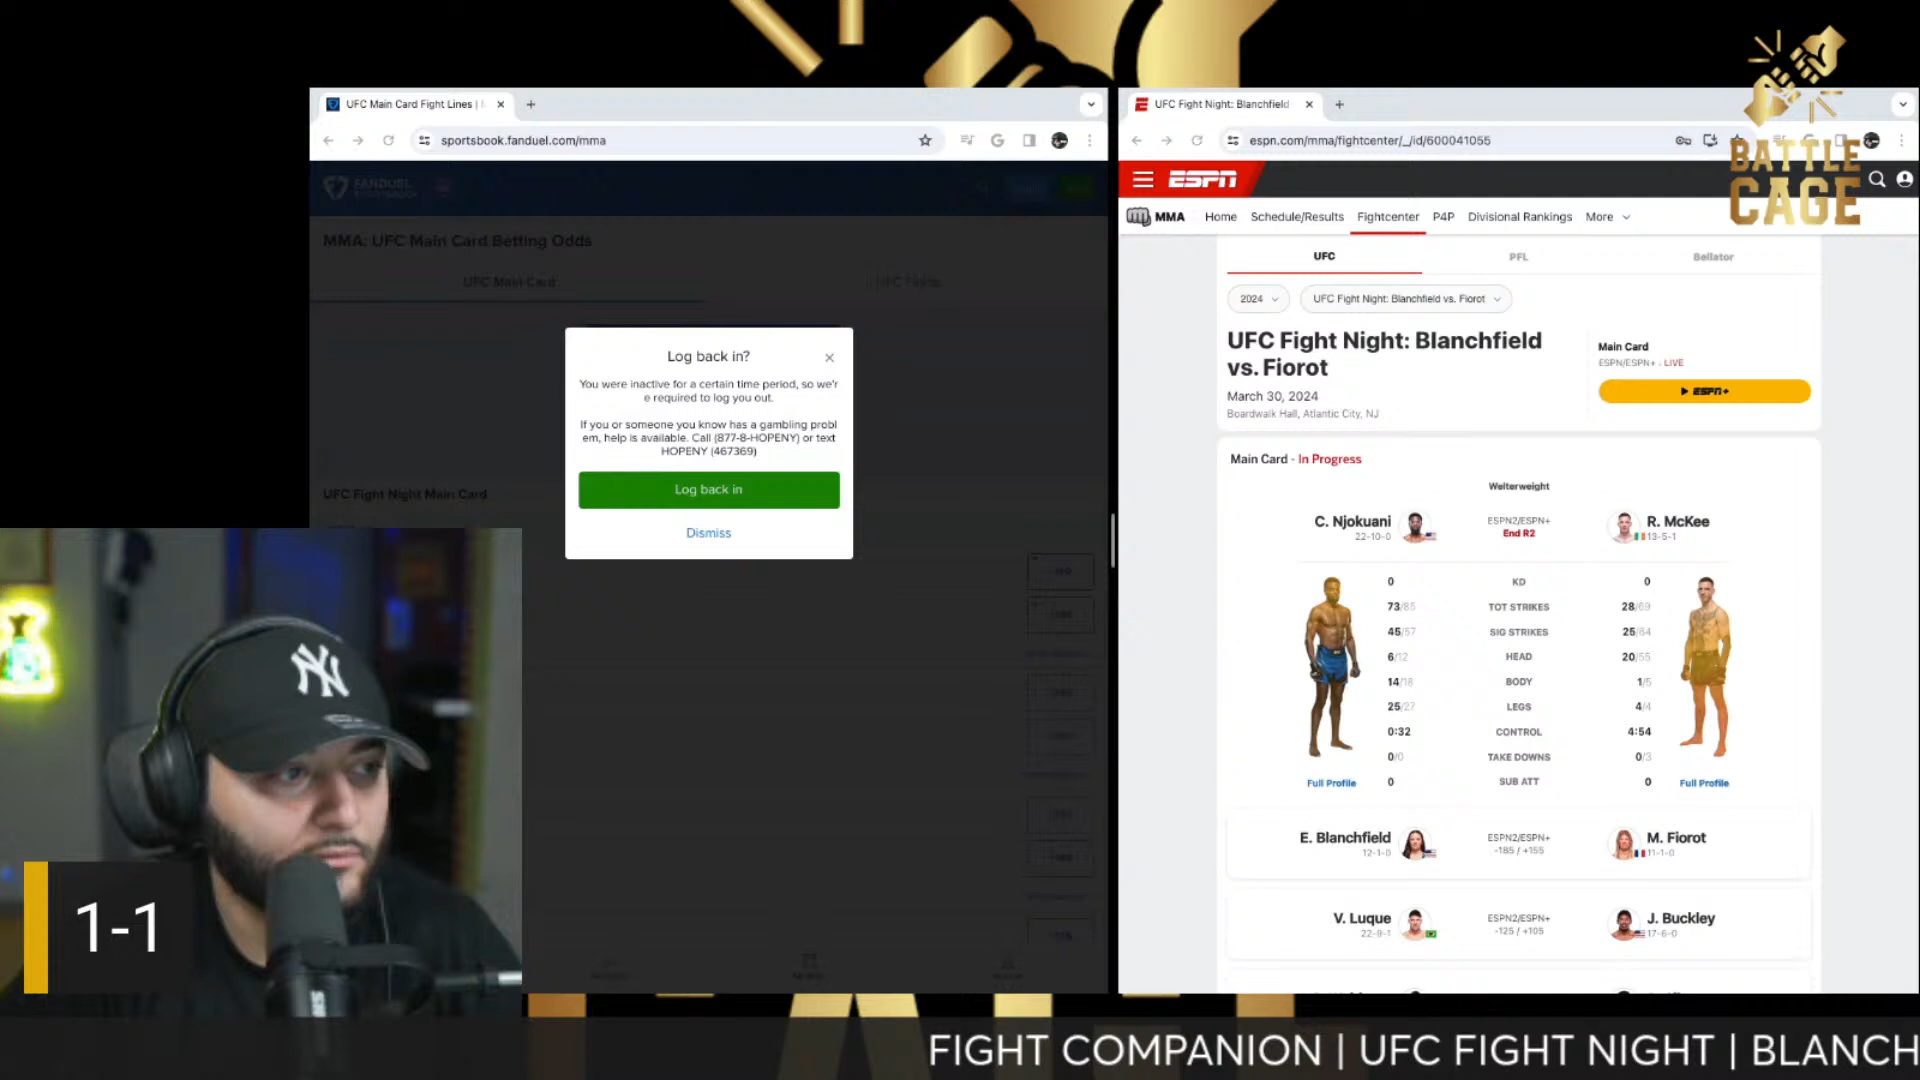 UFC Main Card Fight Lines |
sportsbook.fanduel.com/mma
FANDUEL
SPORTSBOOK
MMA: UFC Main Card Betting Odds
UFC Main Card
UFC Fight Night Main Card
Log back in?
You were inactive for a certain time period, so we'r
e required to log you out.
If you or someone you know has a gambling probl
em, help is available. Call (877-8-HOPENY) or text
HOPENY (467369)
Log back in
Dismiss
UFC Fight Night: Blanchfield
espn.com/mma/fightcenter/_/id/600041055
BATTLE
CAGE
ESPN
MMA Home Schedule/Results Fightcenter P4P Divisional Rankings More
UFC PFL Bellator
2024 UFC Fight Night: Blanchfield vs. Fiorot
UFC Fight Night: Blanchfield
vs. Fiorot
March 30, 2024
Boardwalk Hall, Atlantic City, NJ
Main Card
ESPN/ESPN+ - LIVE
ESPN+
Main Card - In Progress
Welterweight
C. Njokuani ESPN2/ESPN+ R. McKee
22-10-0 End R2 13-5-1
0 KD 0
73/85 TOT STRIKES 28/69
45/57 SIG STRIKES 25/64
6/12 HEAD 20/55
14/18 BODY 1/5
25/27 LEGS 4/4
0:32 CONTROL 4:54
0/0 TAKE DOWNS 0/3
Full Profile 0 SUB ATT 0 Full Profile
E. Blanchfield ESPN2/ESPN+ M. Fiorot
12-1-0 -185 / +155 11-1-0
V. Luque ESPN2/ESPN+ J. Buckley
22-9-1 -125 / +105 17-6-0
NY
1-1
FIGHT COMPANION | UFC FIGHT NIGHT | BLANCH